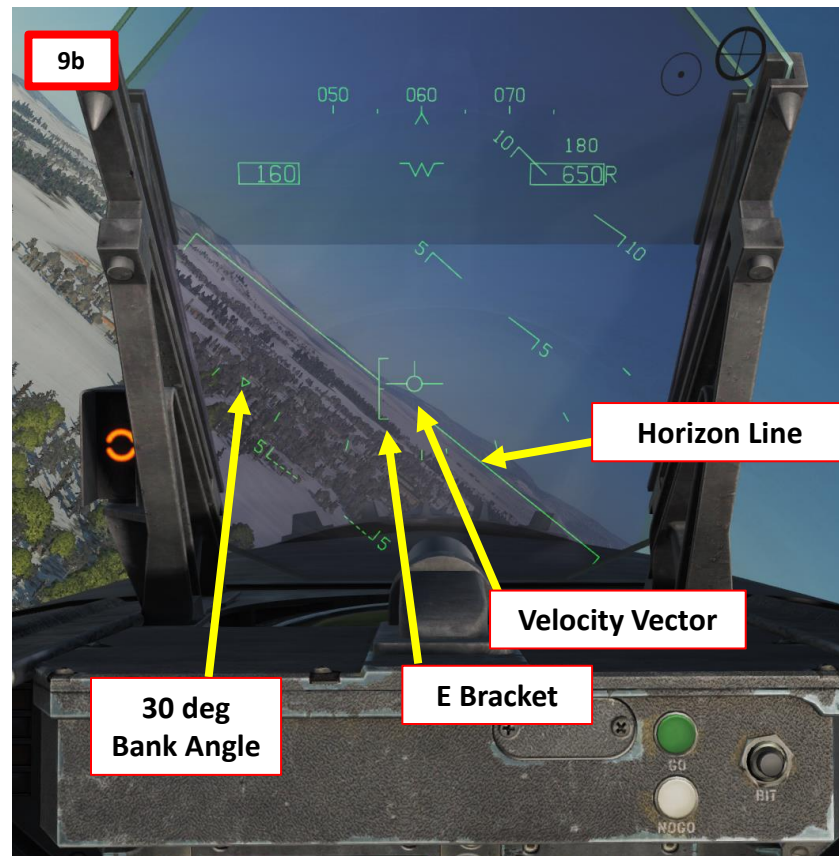 9b
050 060 070
10 180
160 650R
10
5
5
Horizon Line
5
5
Velocity Vector
E Bracket
30 deg
Bank Angle
GO
BIT
NOGO